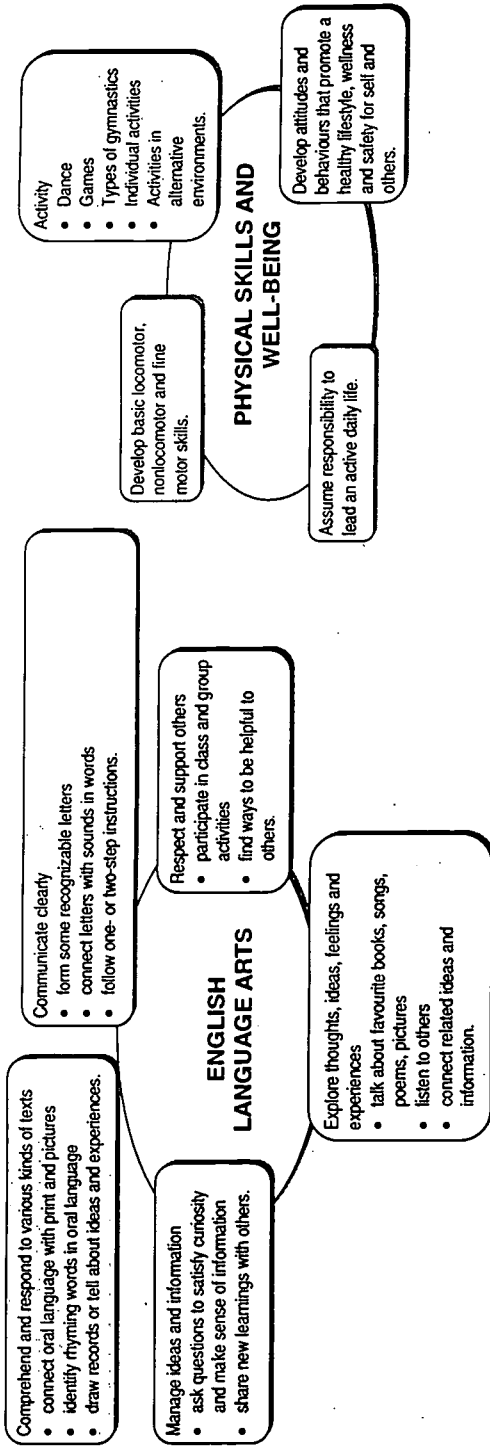 Comprehend and respond to various kinds of texts
• connect oral language with print and pictures
• identify rhyming words in oral language
• draw records or tell about ideas and experiences.
Communicate clearly
• form some recognizable letters
• connect letters with sounds in words
• follow one- or two-step instructions.
Manage ideas and information
• ask questions to satisfy curiosity
and make sense of information
• share new learnings with others.
ENGLISH
LANGUAGE ARTS
Respect and support others
• participate in class and group
activities
• find ways to be helpful to
others.
Explore thoughts, ideas, feelings and
experiences
• talk about favourite books, songs,
poems, pictures
• listen to others
• connect related ideas and
information.
Develop basic locomotor,
nonlocomotor and fine
motor skills.
Activity
• Dance
• Games
• Types of gymnastics
• Individual activities
• Activities in
alternative
environments.
PHYSICAL SKILLS AND
WELL-BEING
Assume responsibility to
lead an active daily life.
Develop attitudes and
behaviours that promote a
healthy lifestyle, wellness
and safety for self and
others.